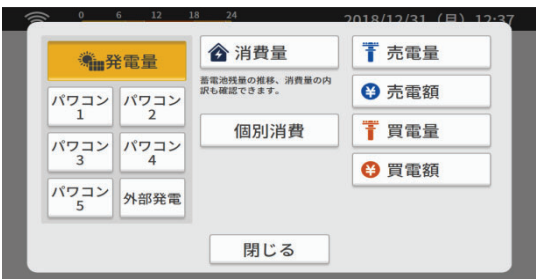 0 6 12 18 24
2018/12/31（月）12:37
発電量
消費量
売電量
蓄電池残量の推移、消費量の内
訳も確認できます。
パワコン
1
パワコン
2
売電額
個別消費
買電量
パワコン
3
パワコン
4
買電額
パワコン
5
外部発電
閉じる